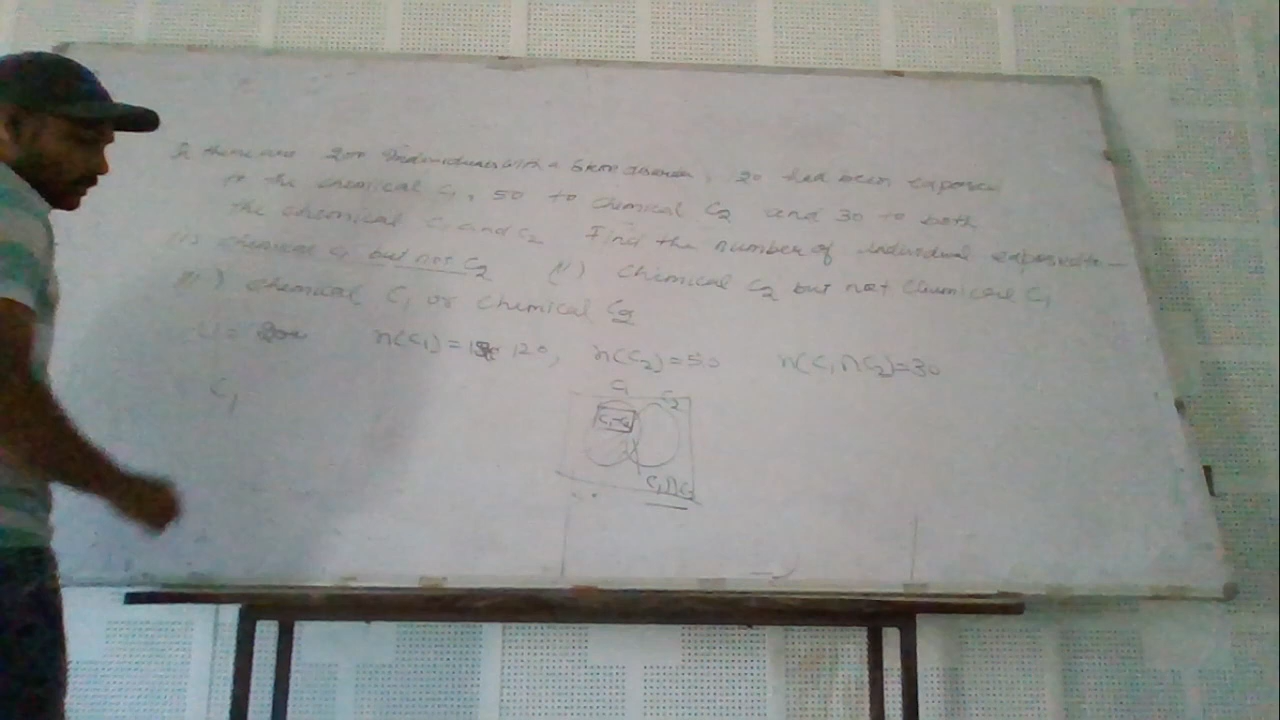 there are 200 individuals with a skin disease, 20 had been exposed
to the chemical C1, 50 to chemical C2 and 30 to both
the chemical C1 and C2 Find the number of individual exposed to
(i) chemical C1 but not C2 (ii) Chemical C2 but not Chemical C1
(iii) Chemical C1 or Chemical C2
U = 200 n(C1)= 120, n(C2)=50 n(C1∩C2)=30
C1 C2
C1
C1-C2
C1∩C2